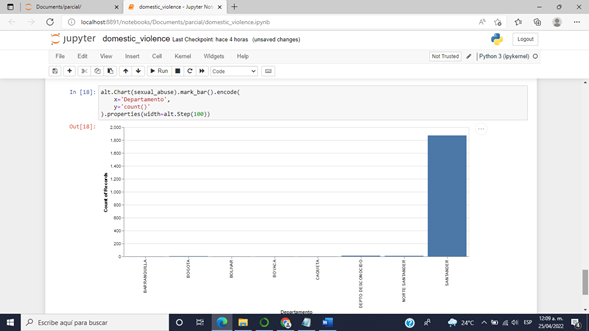 Documents/parcial/
domestic_violence - Jupyter Not
localhost:8891/notebooks/Documents/parcial/domestic_violence.ipynb
jupyter domestic_violence Last Checkpoint: hace 4 horas (unsaved changes)
Logout
File Edit View Insert Cell Kernel Widgets Help
Not Trusted
Python 3 (ipykernel)
Run
Code
In [18]:
alt.Chart(sexual_abuse).mark_bar().encode(
x='Departamento',
y='count()'
).properties(width=alt.Step(100))
Out[18]:
2,000
1,800
1,600
1,400
1,200
1,000
800
600
400
200
0
Count of Records
BARRANQUILLA
BOGOTA
BOLIVAR
BOYACA
CAQUETA
DEPTO DESCONOCIDO
NORTE SANTANDER
SANTANDER
Departamento
Escribe aquí para buscar
24°C
ESP
12:09 a. m.
25/04/2022